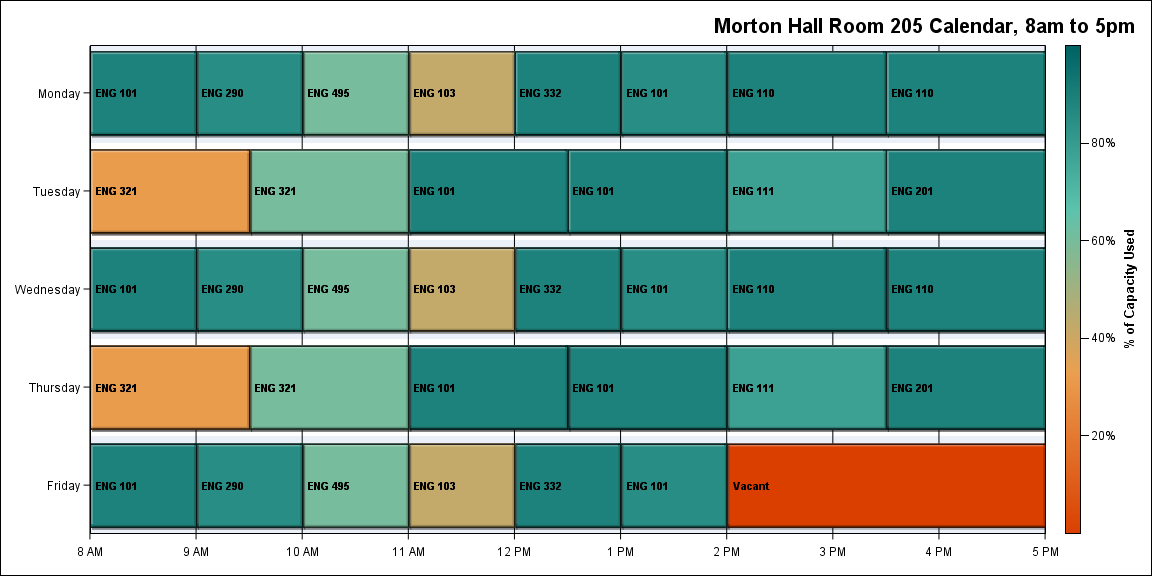 Morton Hall Room 205 Calendar, 8am to 5pm
Monday
ENG 101
ENG 290
ENG 495
ENG 103
ENG 332
ENG 101
ENG 110
ENG 110
Tuesday
ENG 321
ENG 321
ENG 101
ENG 101
ENG 111
ENG 201
Wednesday
ENG 101
ENG 290
ENG 495
ENG 103
ENG 332
ENG 101
ENG 110
ENG 110
Thursday
ENG 321
ENG 321
ENG 101
ENG 101
ENG 111
ENG 201
Friday
ENG 101
ENG 290
ENG 495
ENG 103
ENG 332
ENG 101
Vacant
8 AM
9 AM
10 AM
11 AM
12 PM
1 PM
2 PM
3 PM
4 PM
5 PM
80%
60%
40%
20%
% of Capacity Used